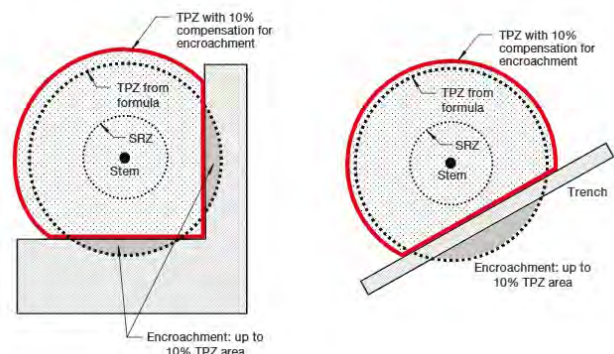 TPZ with 10%
compensation for
encroachment
TPZ from
formula
SRZ
Stem
Encroachment: up to
10% TPZ area
TPZ with 10%
compensation for
encroachment
TPZ from
formula
SRZ
Stem
Trench
Encroachment: up to
10% TPZ area